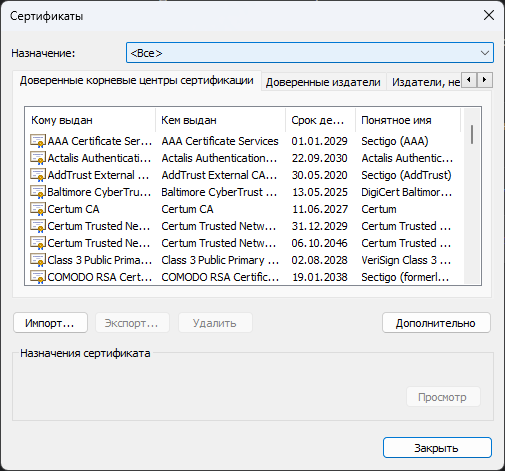 Сертификаты
Назначение: <Все>
Доверенные корневые центры сертификации Доверенные издатели Издатели, не
Кому выдан Кем выдан Срок де... Понятное имя
AAA Certificate Ser... AAA Certificate Services 01.01.2029 Sectigo (AAA)
Actalis Authenticati... Actalis Authentication... 22.09.2030 Actalis Authentic...
AddTrust External ... AddTrust External CA... 30.05.2020 Sectigo (AddTrust)
Baltimore CyberTru... Baltimore CyberTrust... 13.05.2025 DigiCert Baltimor...
Certum CA Certum CA 11.06.2027 Certum
Certum Trusted Ne... Certum Trusted Netw... 31.12.2029 Certum Trusted ...
Certum Trusted Ne... Certum Trusted Netw... 06.10.2046 Certum Trusted ...
Class 3 Public Prima... Class 3 Public Primary ... 02.08.2028 VeriSign Class 3 ...
COMODO RSA Cert... COMODO RSA Certific... 19.01.2038 Sectigo (formerl...
Импорт... Экспорт... Удалить Дополнительно
Назначения сертификата
Просмотр
Закрыть